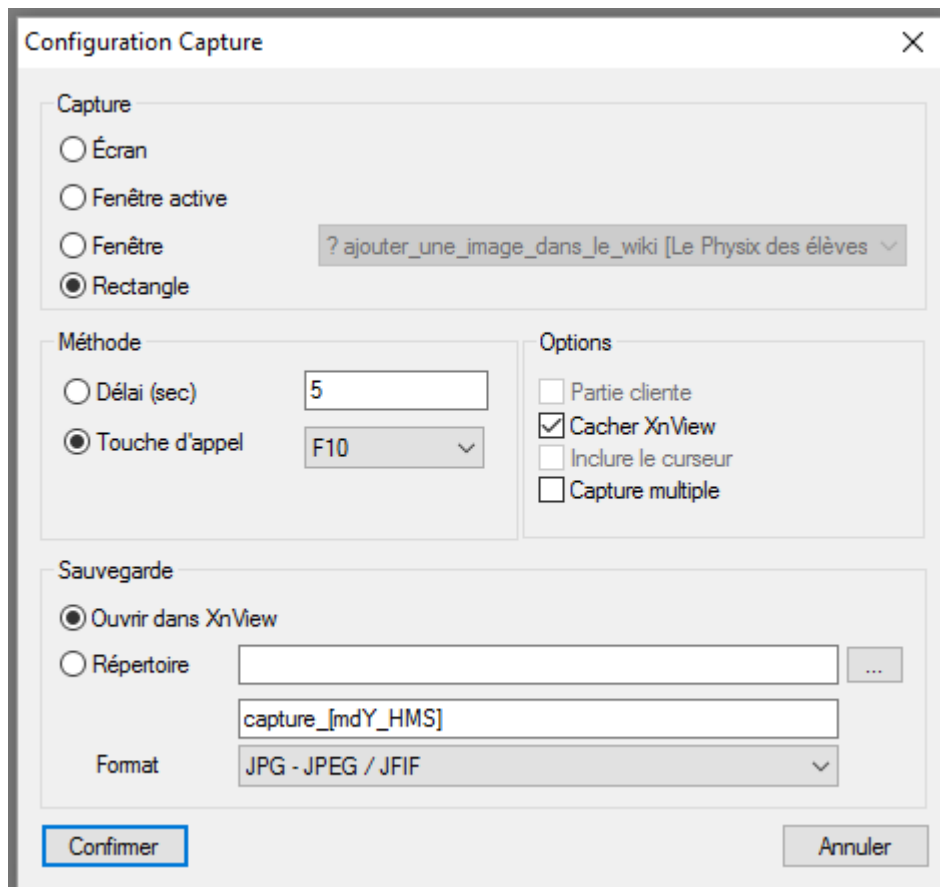 Configuration Capture
Capture
Écran
Fenêtre active
Fenêtre
? ajouter_une_image_dans_le_wiki [Le Physix des élèves
Rectangle
Méthode
Délai (sec)
5
Touche d'appel
F10
Options
Partie cliente
Cacher XnView
Inclure le curseur
Capture multiple
Sauvegarde
Ouvrir dans XnView
Répertoire
...
capture_[mdY_HMS]
Format
JPG - JPEG / JFIF
Confirmer
Annuler